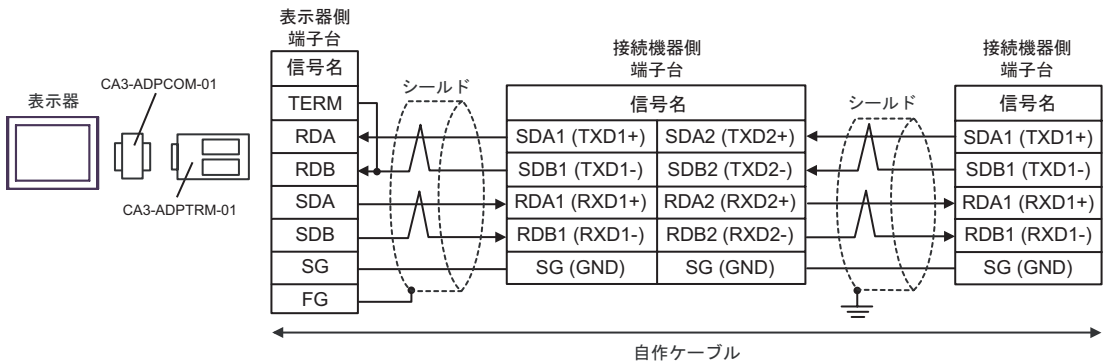 表示器
CA3-ADPCOM-01
CA3-ADPTRM-01
表示器側
端子台
信号名
TERM
RDA
RDB
SDA
SDB
SG
FG
シールド
接続機器側
端子台
信号名
SDA1 (TXD1+) SDA2 (TXD2+)
SDB1 (TXD1-) SDB2 (TXD2-)
RDA1 (RXD1+) RDA2 (RXD2+)
RDB1 (RXD1-) RDB2 (RXD2-)
SG (GND) SG (GND)
シールド
接続機器側
端子台
信号名
SDA1 (TXD1+)
SDB1 (TXD1-)
RDA1 (RXD1+)
RDB1 (RXD1-)
SG (GND)
自作ケーブル